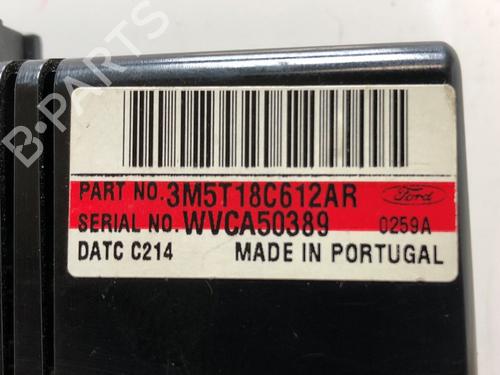 B-PARTS
PART NO. 3M5T18C612AR Ford
SERIAL NO. WVCA50389 0259A
DATC C214 MADE IN PORTUGAL